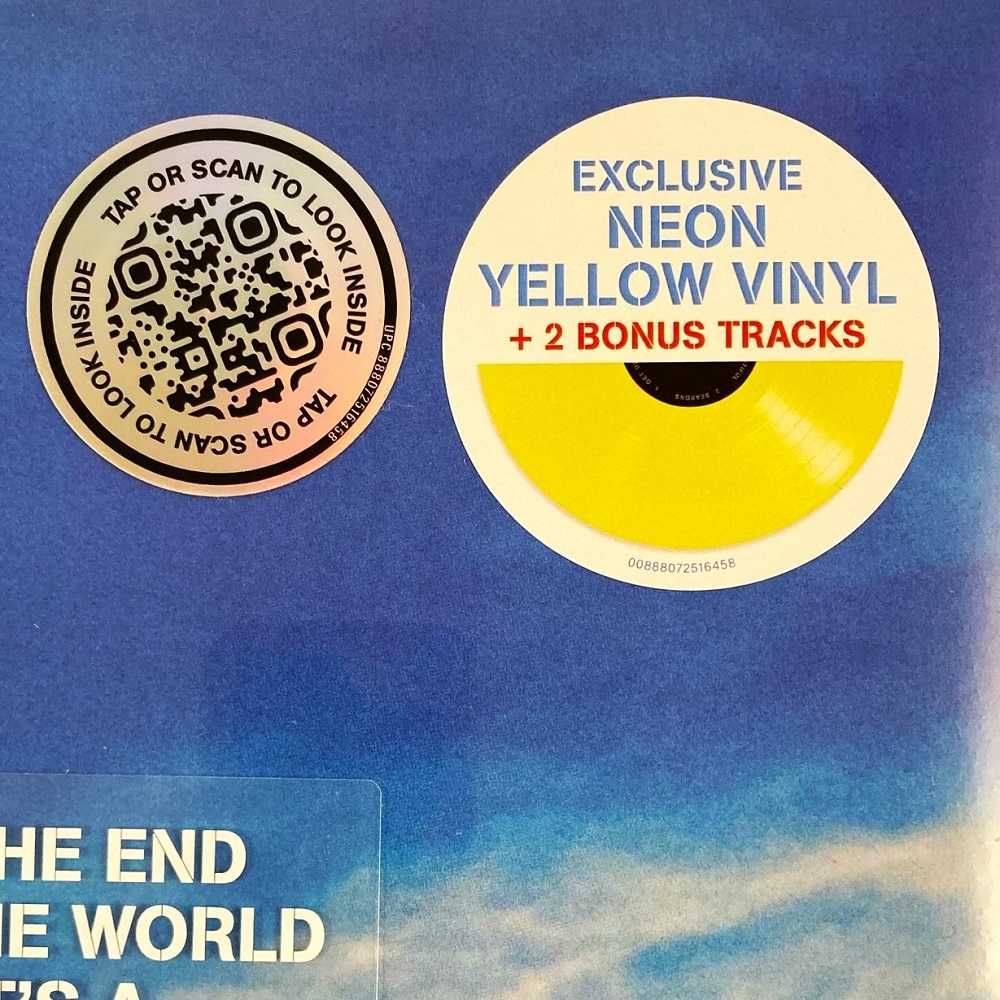 TAP OR SCAN TO LOOK INSIDE
TAP OR SCAN TO LOOK INSIDE
UPC 888072516458
EXCLUSIVE
NEON
YELLOW VINYL
+ 2 BONUS TRACKS
00888072516458
HE END
E WORLD
T'S A